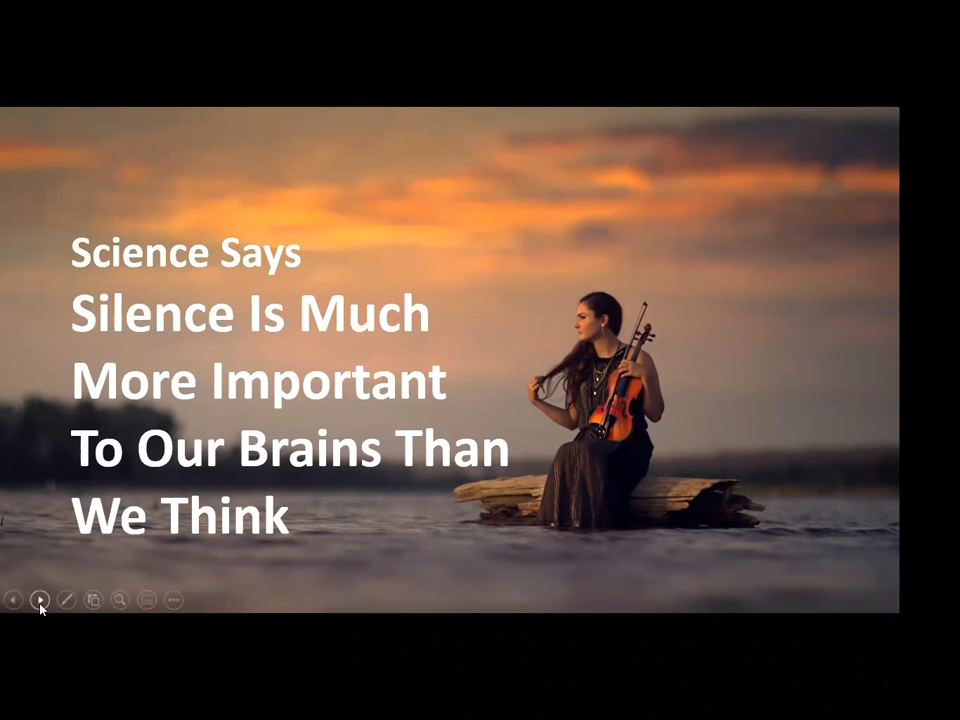 Science Says
Silence Is Much
More Important
To Our Brains Than
We Think